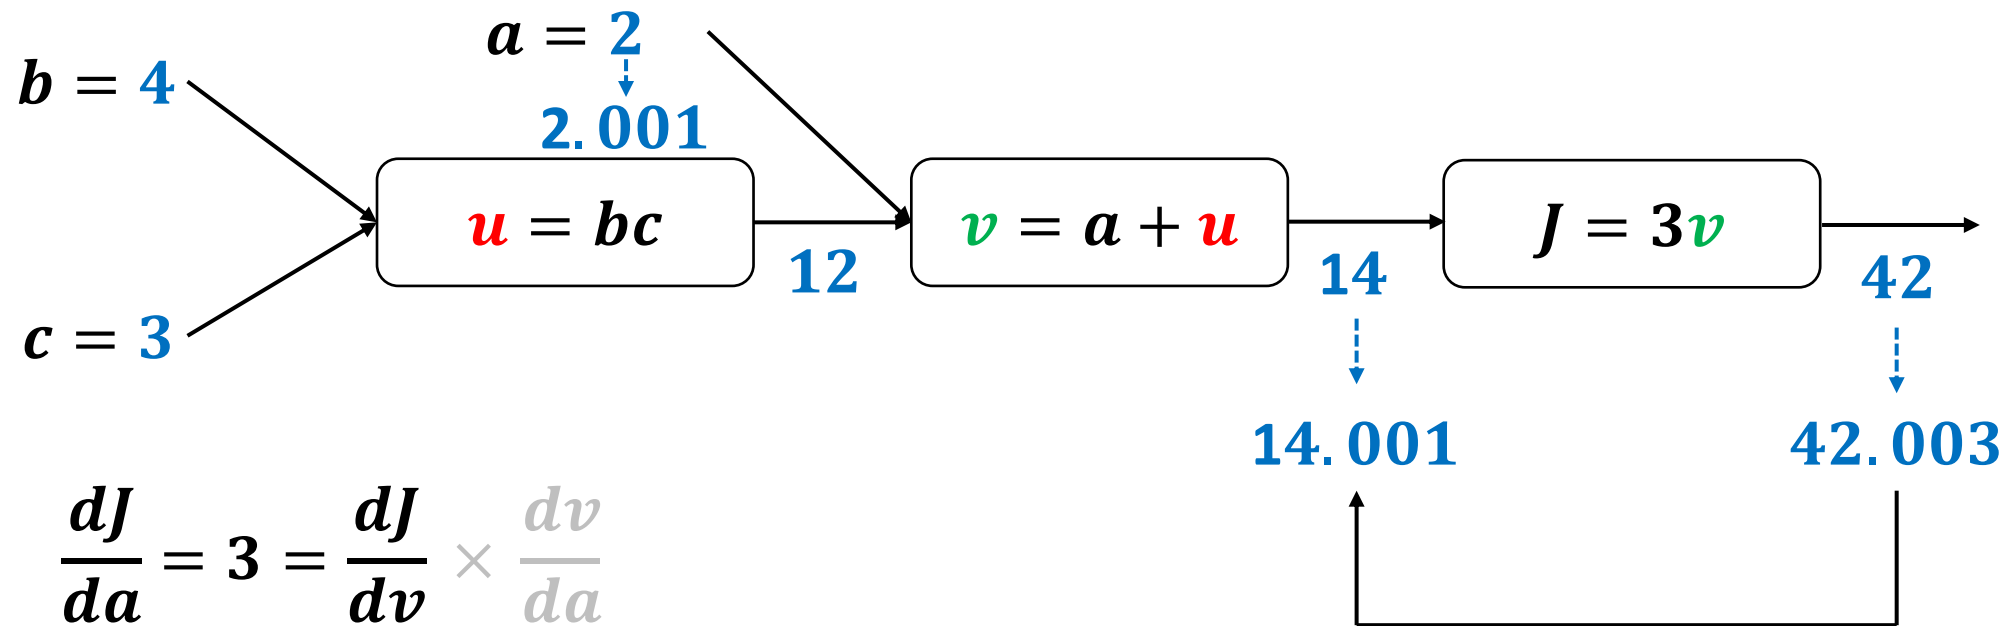 a = 2
b = 4
2.001
u = bc
v = a + u
J = 3v
12
14
42
c = 3
14.001
42.003
dJ/da = 3 = dJ/dv × dv/da